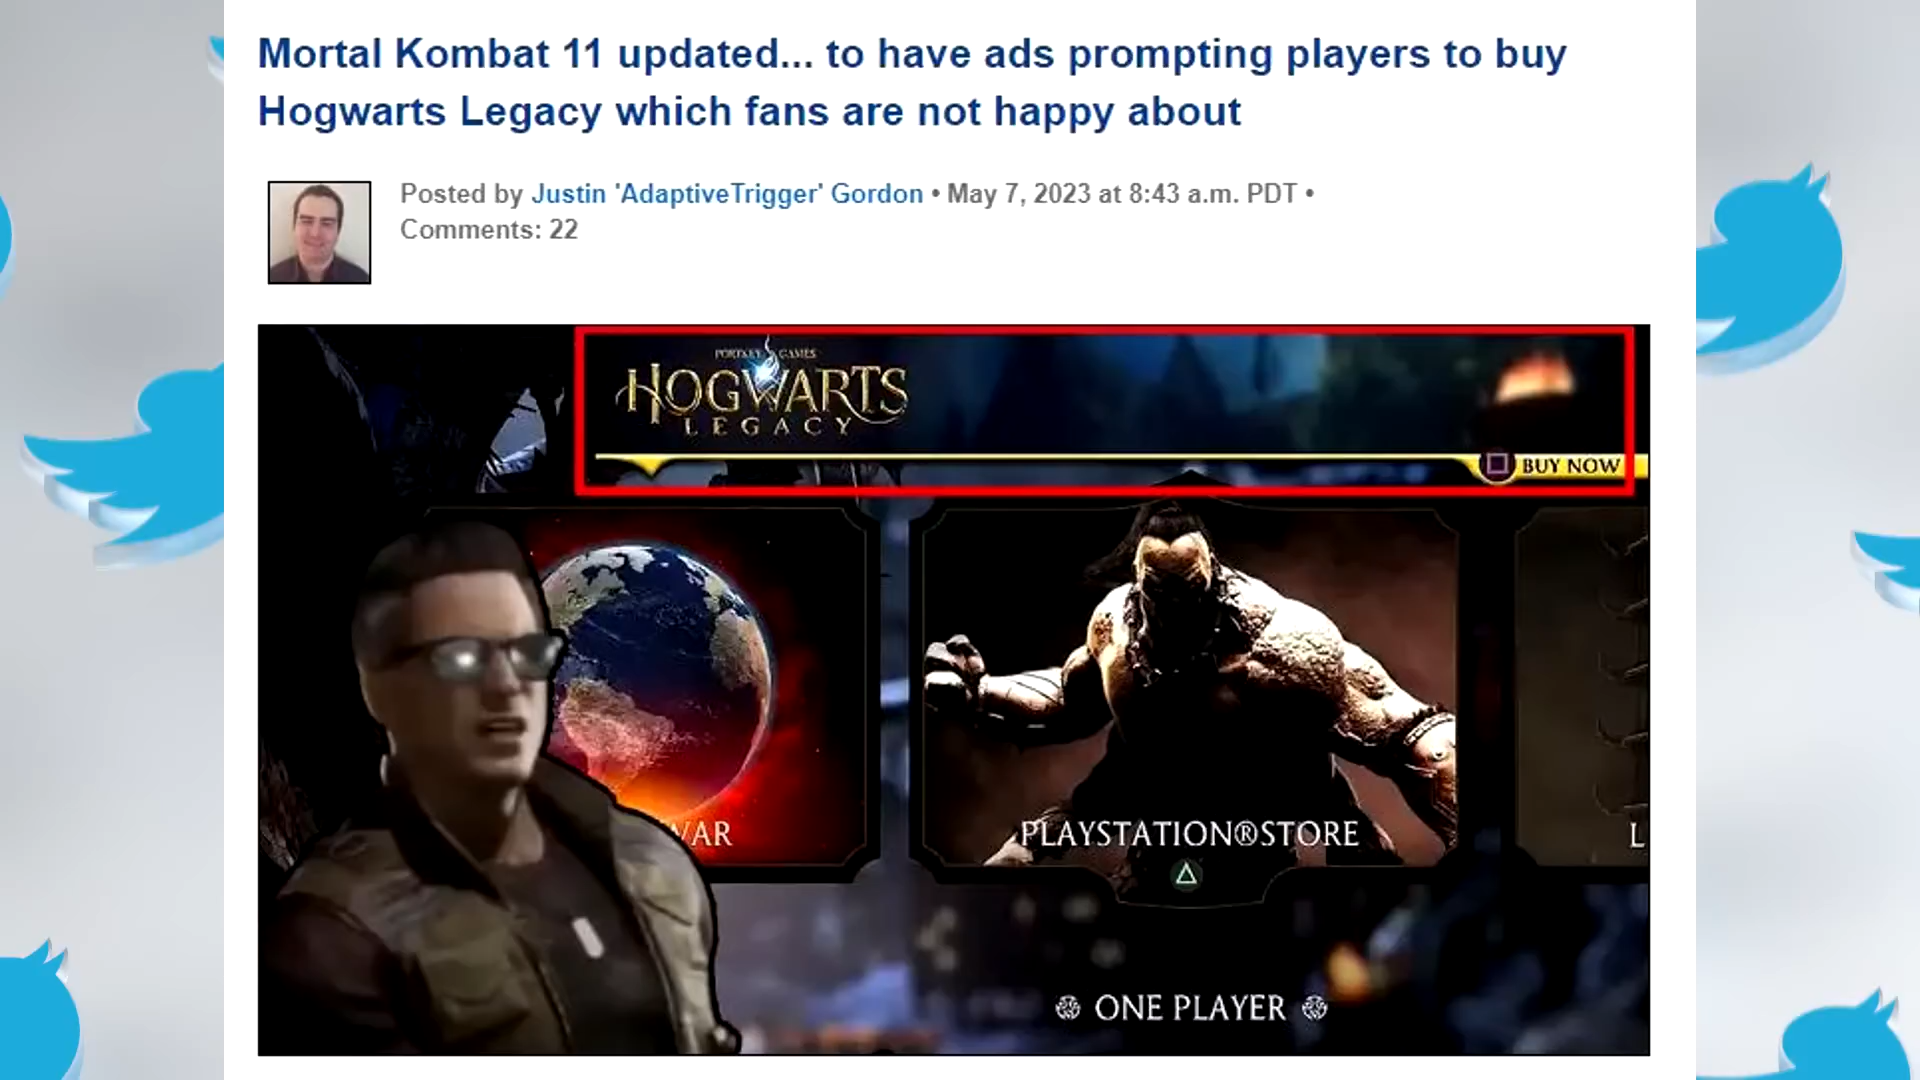 Mortal Kombat 11 updated... to have ads prompting players to buy
Hogwarts Legacy which fans are not happy about
Posted by Justin 'AdaptiveTrigger' Gordon • May 7, 2023 at 8:43 a.m. PDT •
Comments: 22
PORTKEY GAMES
HOGWARTS
LEGACY
BUY NOW
WAR
PLAYSTATION®STORE
L
ONE PLAYER